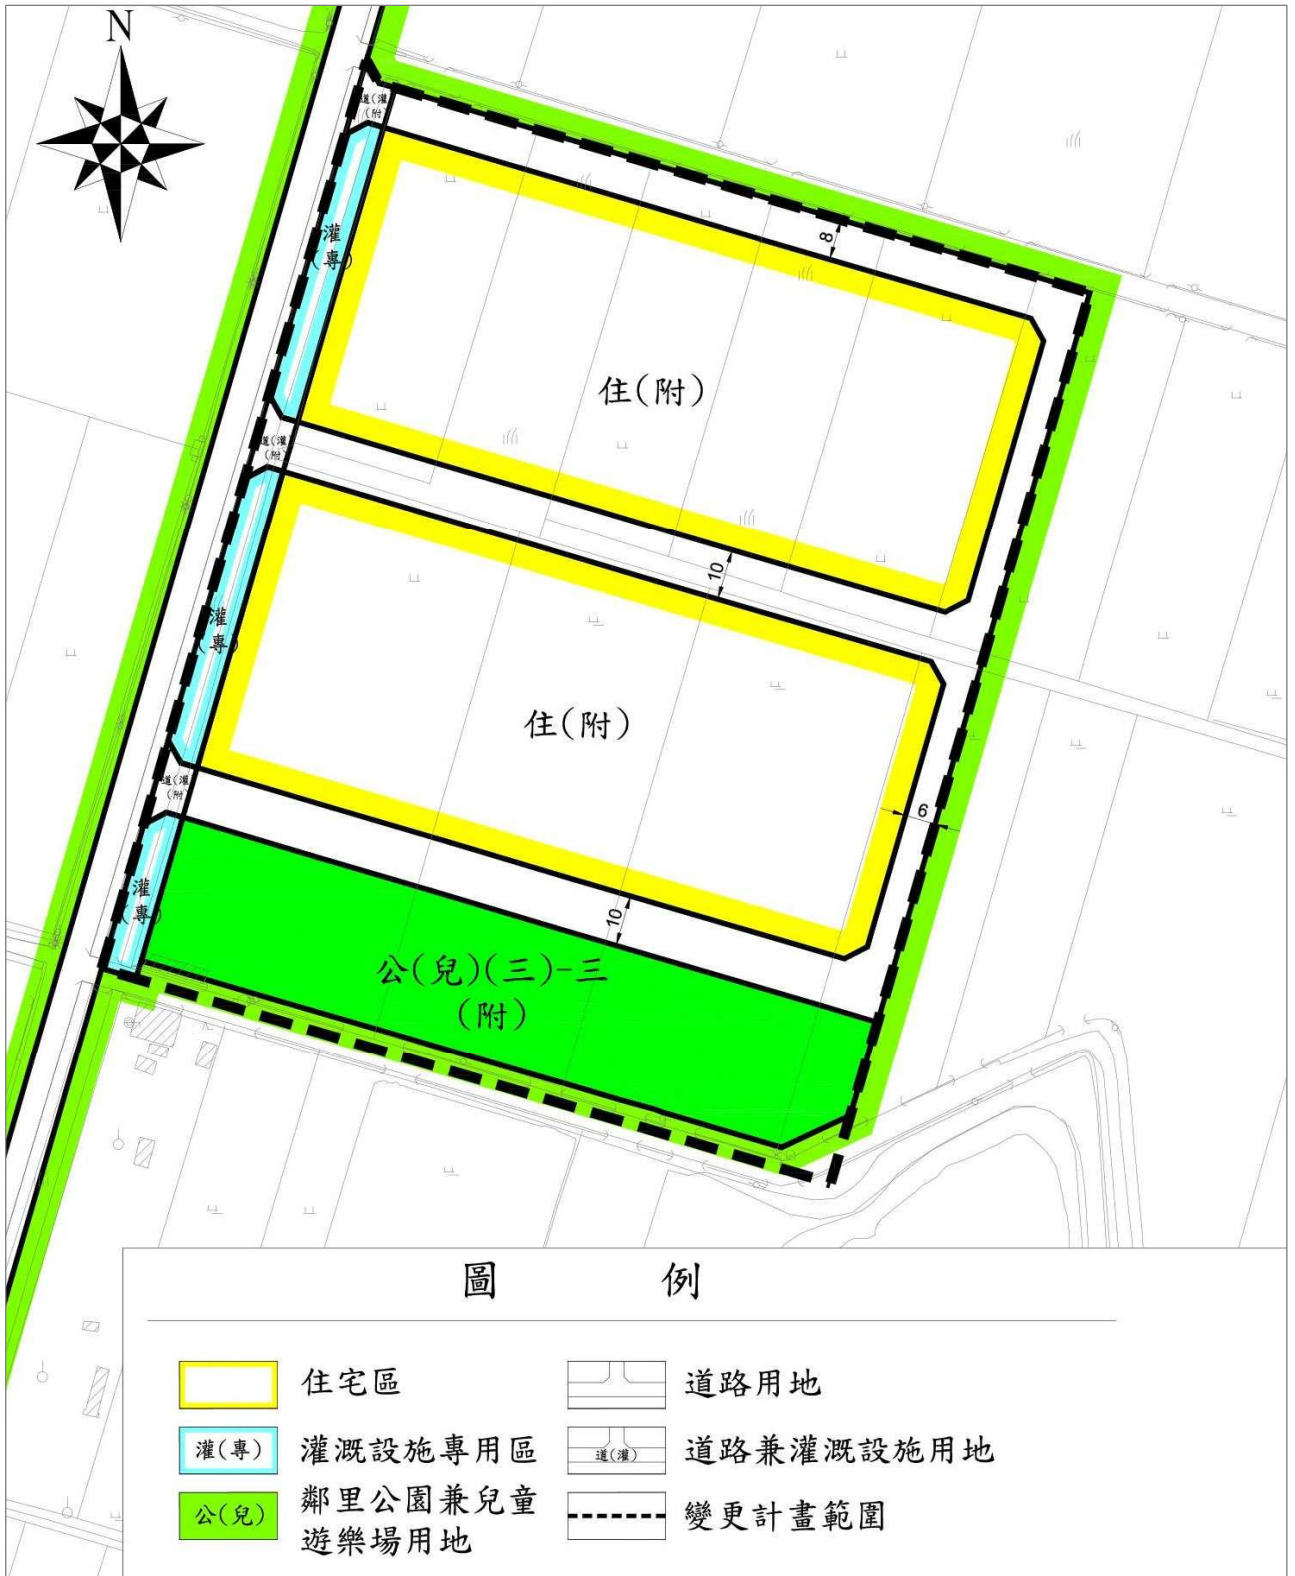 N
道(灌)
(附)
灌
(專)
8
住(附)
道(灌)
(附)
10
灌
(專)
住(附)
道(灌)
(附)
6
灌
(專)
10
公(兒)(三)-三
(附)
圖 例
住宅區
道路用地
灌(專)
灌溉設施專用區
道(灌)
道路兼灌溉設施用地
公(兒)
鄰里公園兼兒童
遊樂場用地
變更計畫範圍